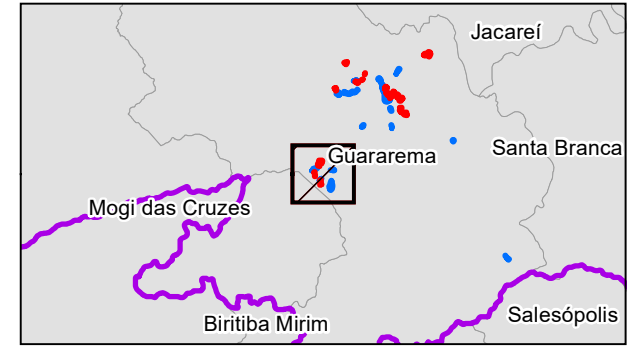 Jacareí
Santa Branca
Guararema
Mogi das Cruzes
Salesópolis
Biritiba Mirim